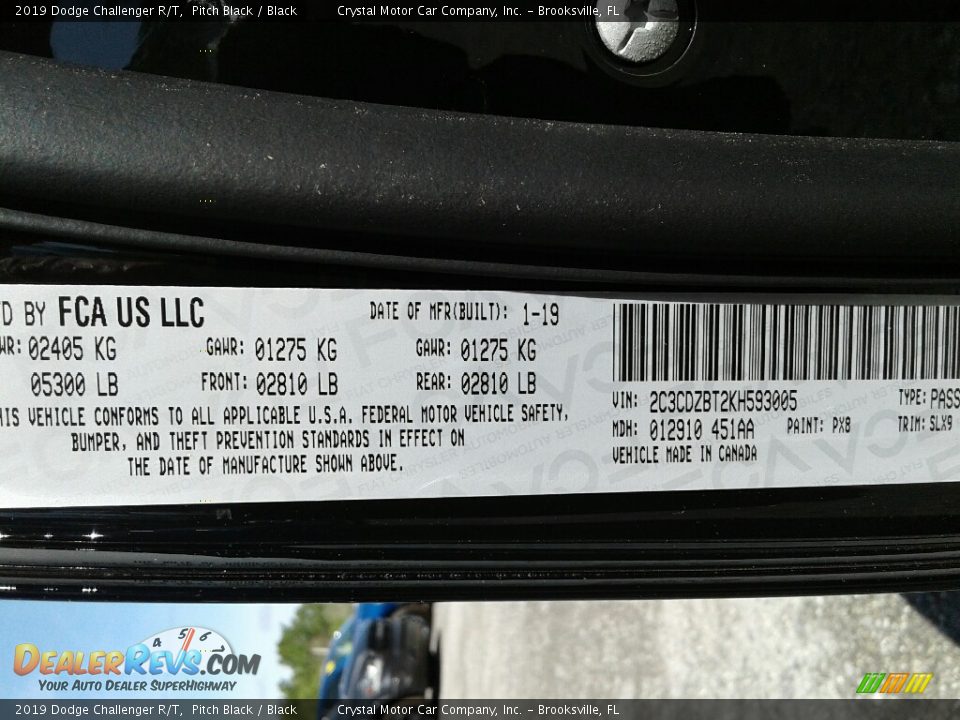 2019 Dodge Challenger R/T, Pitch Black / Black Crystal Motor Car Company, Inc. - Brooksville, FL
D BY FCA US LLC DATE OF MFR(BUILT): 1-19
WR: 02405 KG GAWR: 01275 KG GAWR: 01275 KG
05300 LB FRONT: 02810 LB REAR: 02810 LB
HIS VEHICLE CONFORMS TO ALL APPLICABLE U.S.A. FEDERAL MOTOR VEHICLE SAFETY,
BUMPER, AND THEFT PREVENTION STANDARDS IN EFFECT ON
THE DATE OF MANUFACTURE SHOWN ABOVE.
VIN: 2C3CDZBT2KH593005 TYPE: PASS
MDH: 012910 451AA PAINT: PX8 TRIM: SLX9
VEHICLE MADE IN CANADA
4 5 6
DealerRevs.com
Your Auto Dealer SuperHighway
2019 Dodge Challenger R/T, Pitch Black / Black Crystal Motor Car Company, Inc. - Brooksville, FL